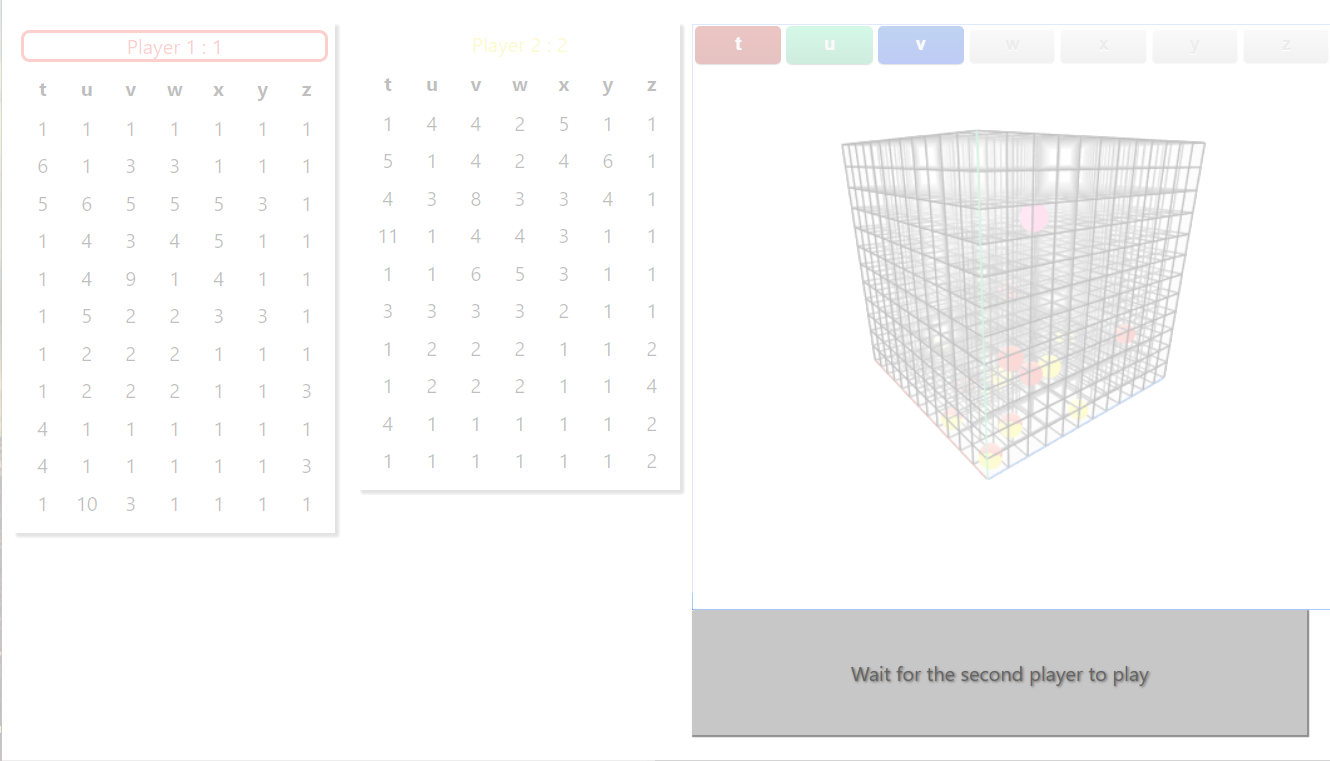 Player 1 : 1
t u v w x y z
1 1 1 1 1 1 1
6 1 3 3 1 1 1
5 6 5 5 5 3 1
1 4 3 4 5 1 1
1 4 9 1 4 1 1
1 5 2 2 3 3 1
1 2 2 2 1 1 1
1 2 2 2 1 1 3
4 1 1 1 1 1 1
4 1 1 1 1 1 3
1 10 3 1 1 1 1
Player 2 : 2
t u v w x y z
1 4 4 2 5 1 1
5 1 4 2 4 6 1
4 3 8 3 3 4 1
11 1 4 4 3 1 1
1 1 6 5 3 1 1
3 3 3 3 2 1 1
1 2 2 2 1 1 2
1 2 2 2 1 1 4
4 1 1 1 1 1 2
1 1 1 1 1 1 2
t u v w x y z
Wait for the second player to play